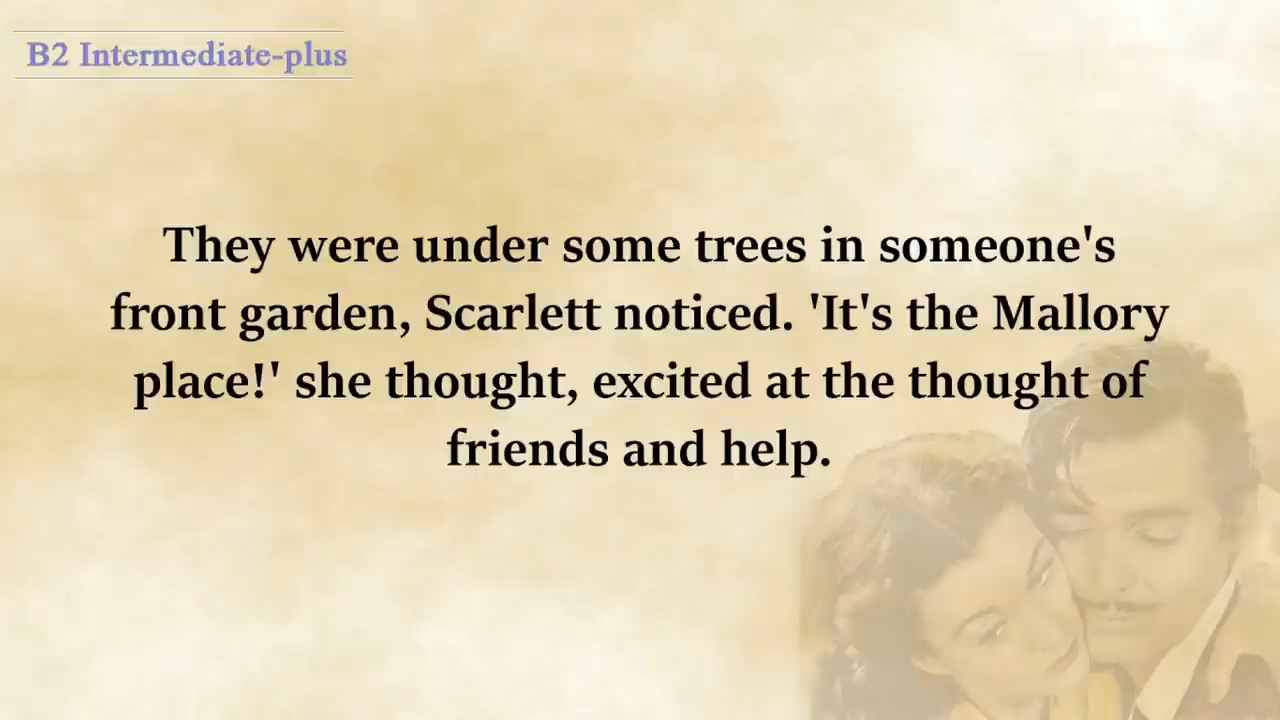 B2 Intermediate-plus
They were under some trees in someone's
front garden, Scarlett noticed. 'It's the Mallory
place!' she thought, excited at the thought of
friends and help.